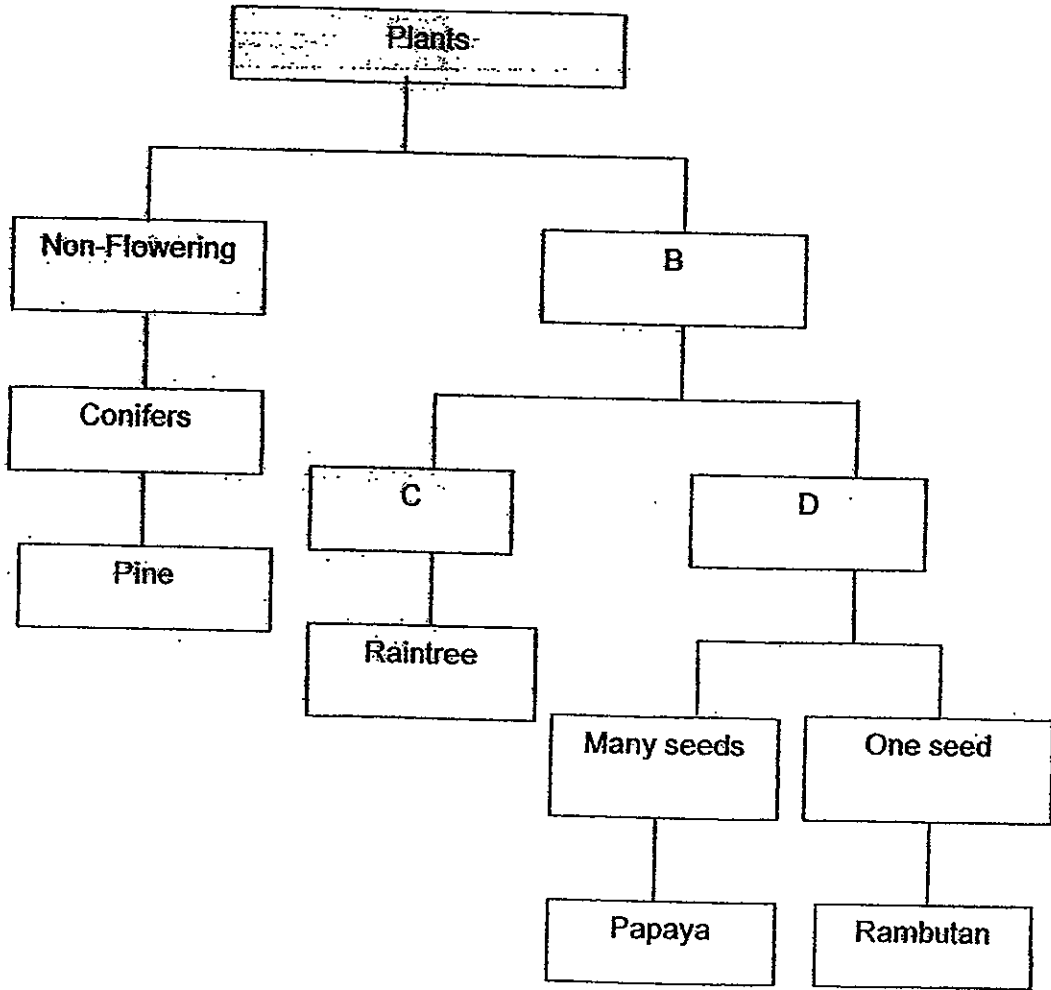 Plants
Non-Flowering
B
Conifers
C
D
Pine
Raintree
Many seeds
One seed
Papaya
Rambutan